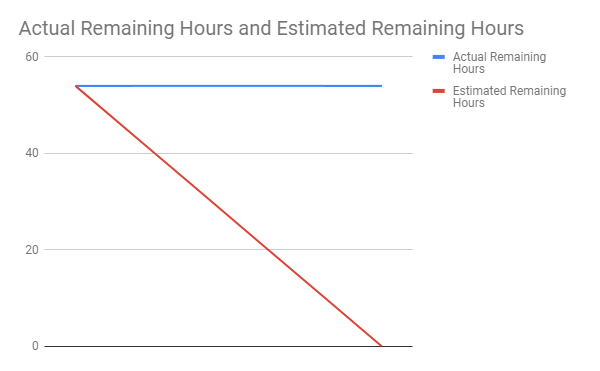 Actual Remaining Hours and Estimated Remaining Hours
60
40
20
0
Actual Remaining
Hours
Estimated Remaining
Hours